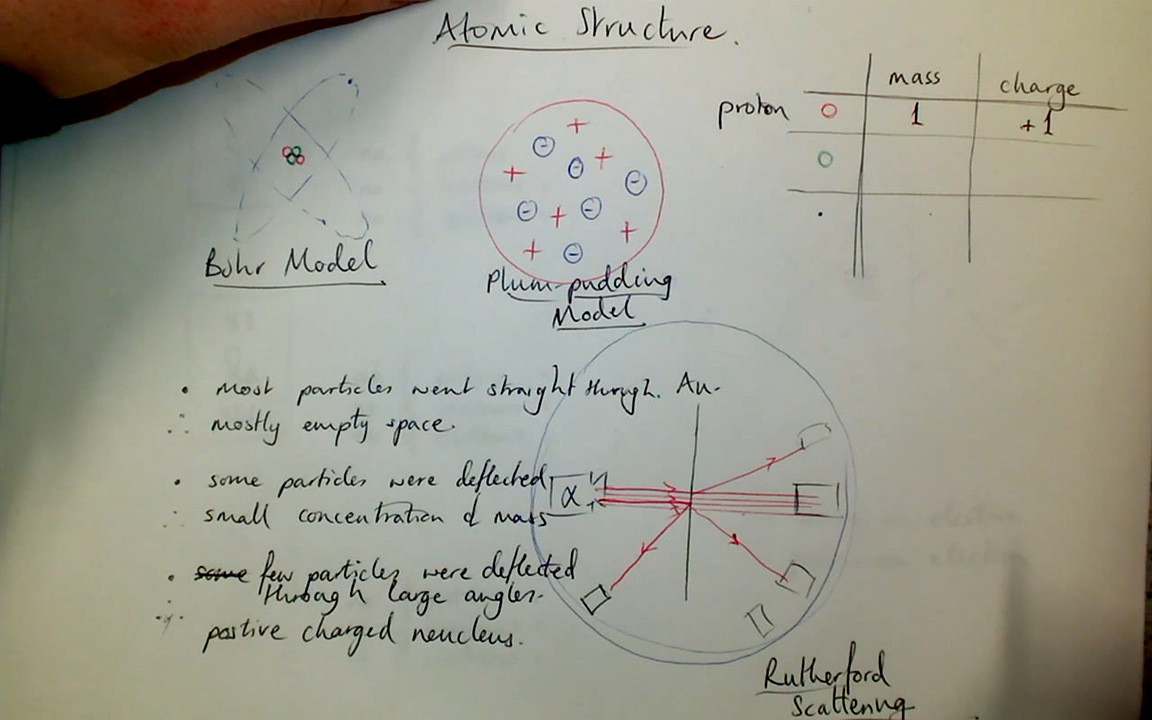 Atomic Structure.
mass charge
proton O 1 +1
O
Bohr Model
+ + + + + +
Plum-pudding
Model
• most particles went straight through. Au.
∴ mostly empty space.
• some particles were deflected
∴ small concentration of mass
α
• some few particles were deflected
through large angles.
∴ postive charged neucleus.
Rutherford
Scattering